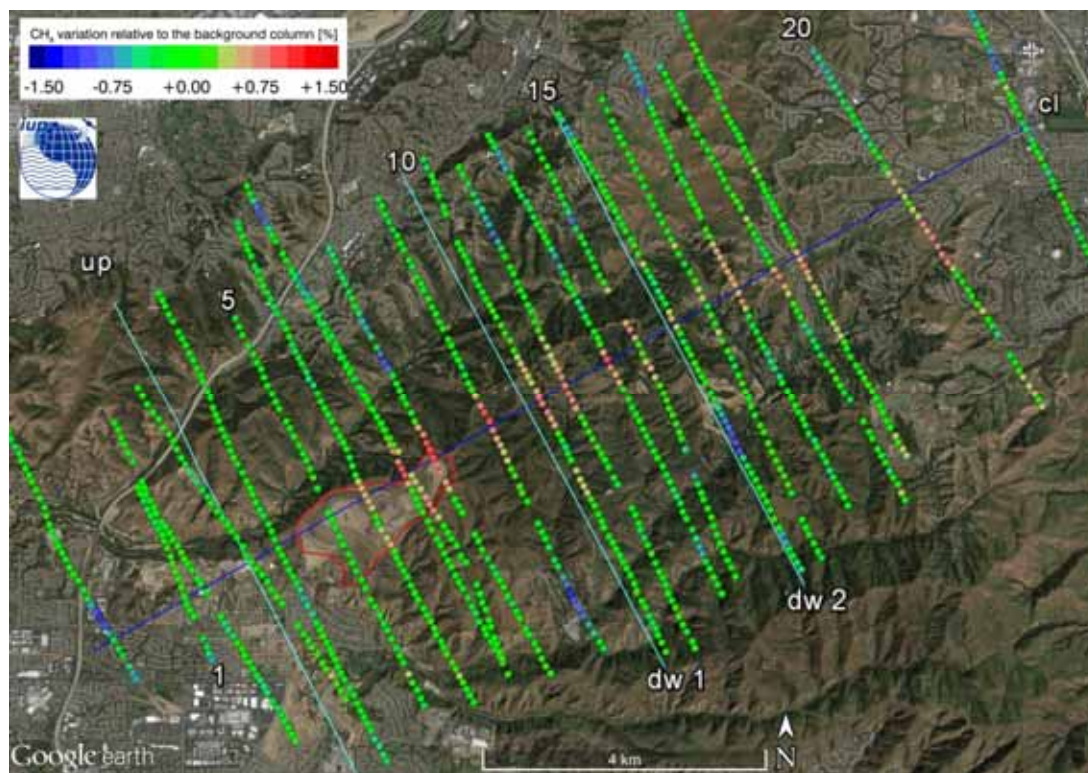 CH₄ variation relative to the background column [%]
-1.50 -0.75 +0.00 +0.75 +1.50
iup
20
15
cl
10
up
5
1
dw 2
dw 1
N
4 km
Google earth